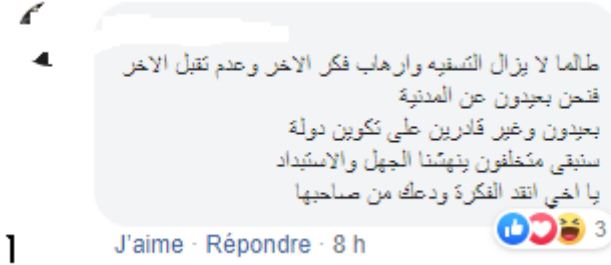 طالما لا يزال التسفيه وارهاب فكر الاخر وعدم تقبل الاخر
فنحن بعيدون عن المدنية
بعيدون وغير قادرين على تكوين دولة
سنبقى متخلفون ينهشنا الجهل والاستبداد
يا اخي انقد الفكرة ودعك من صاحبها
3
J'aime · Répondre · 8 h
1